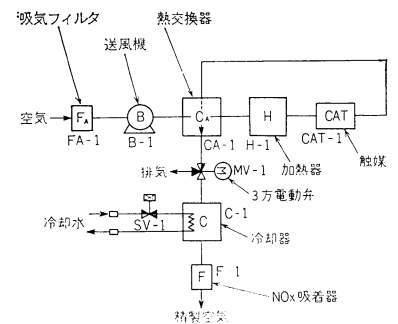 吸気フィルタ
送風機
熱交換器
空気
FA
B
CA
H
CAT
FA-1
B-1
CA-1
H-1
CAT-1
加熱器
触媒
排気
MV-1
3方電動弁
冷却水
SV-1
C
C-1
冷却器
F
F-1
NOx吸着器
精製空気